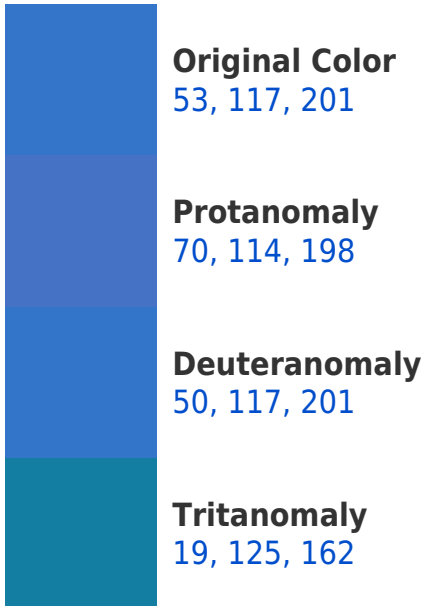 Original Color
53, 117, 201
Protanomaly
70, 114, 198
Deuteranomaly
50, 117, 201
Tritanomaly
19, 125, 162